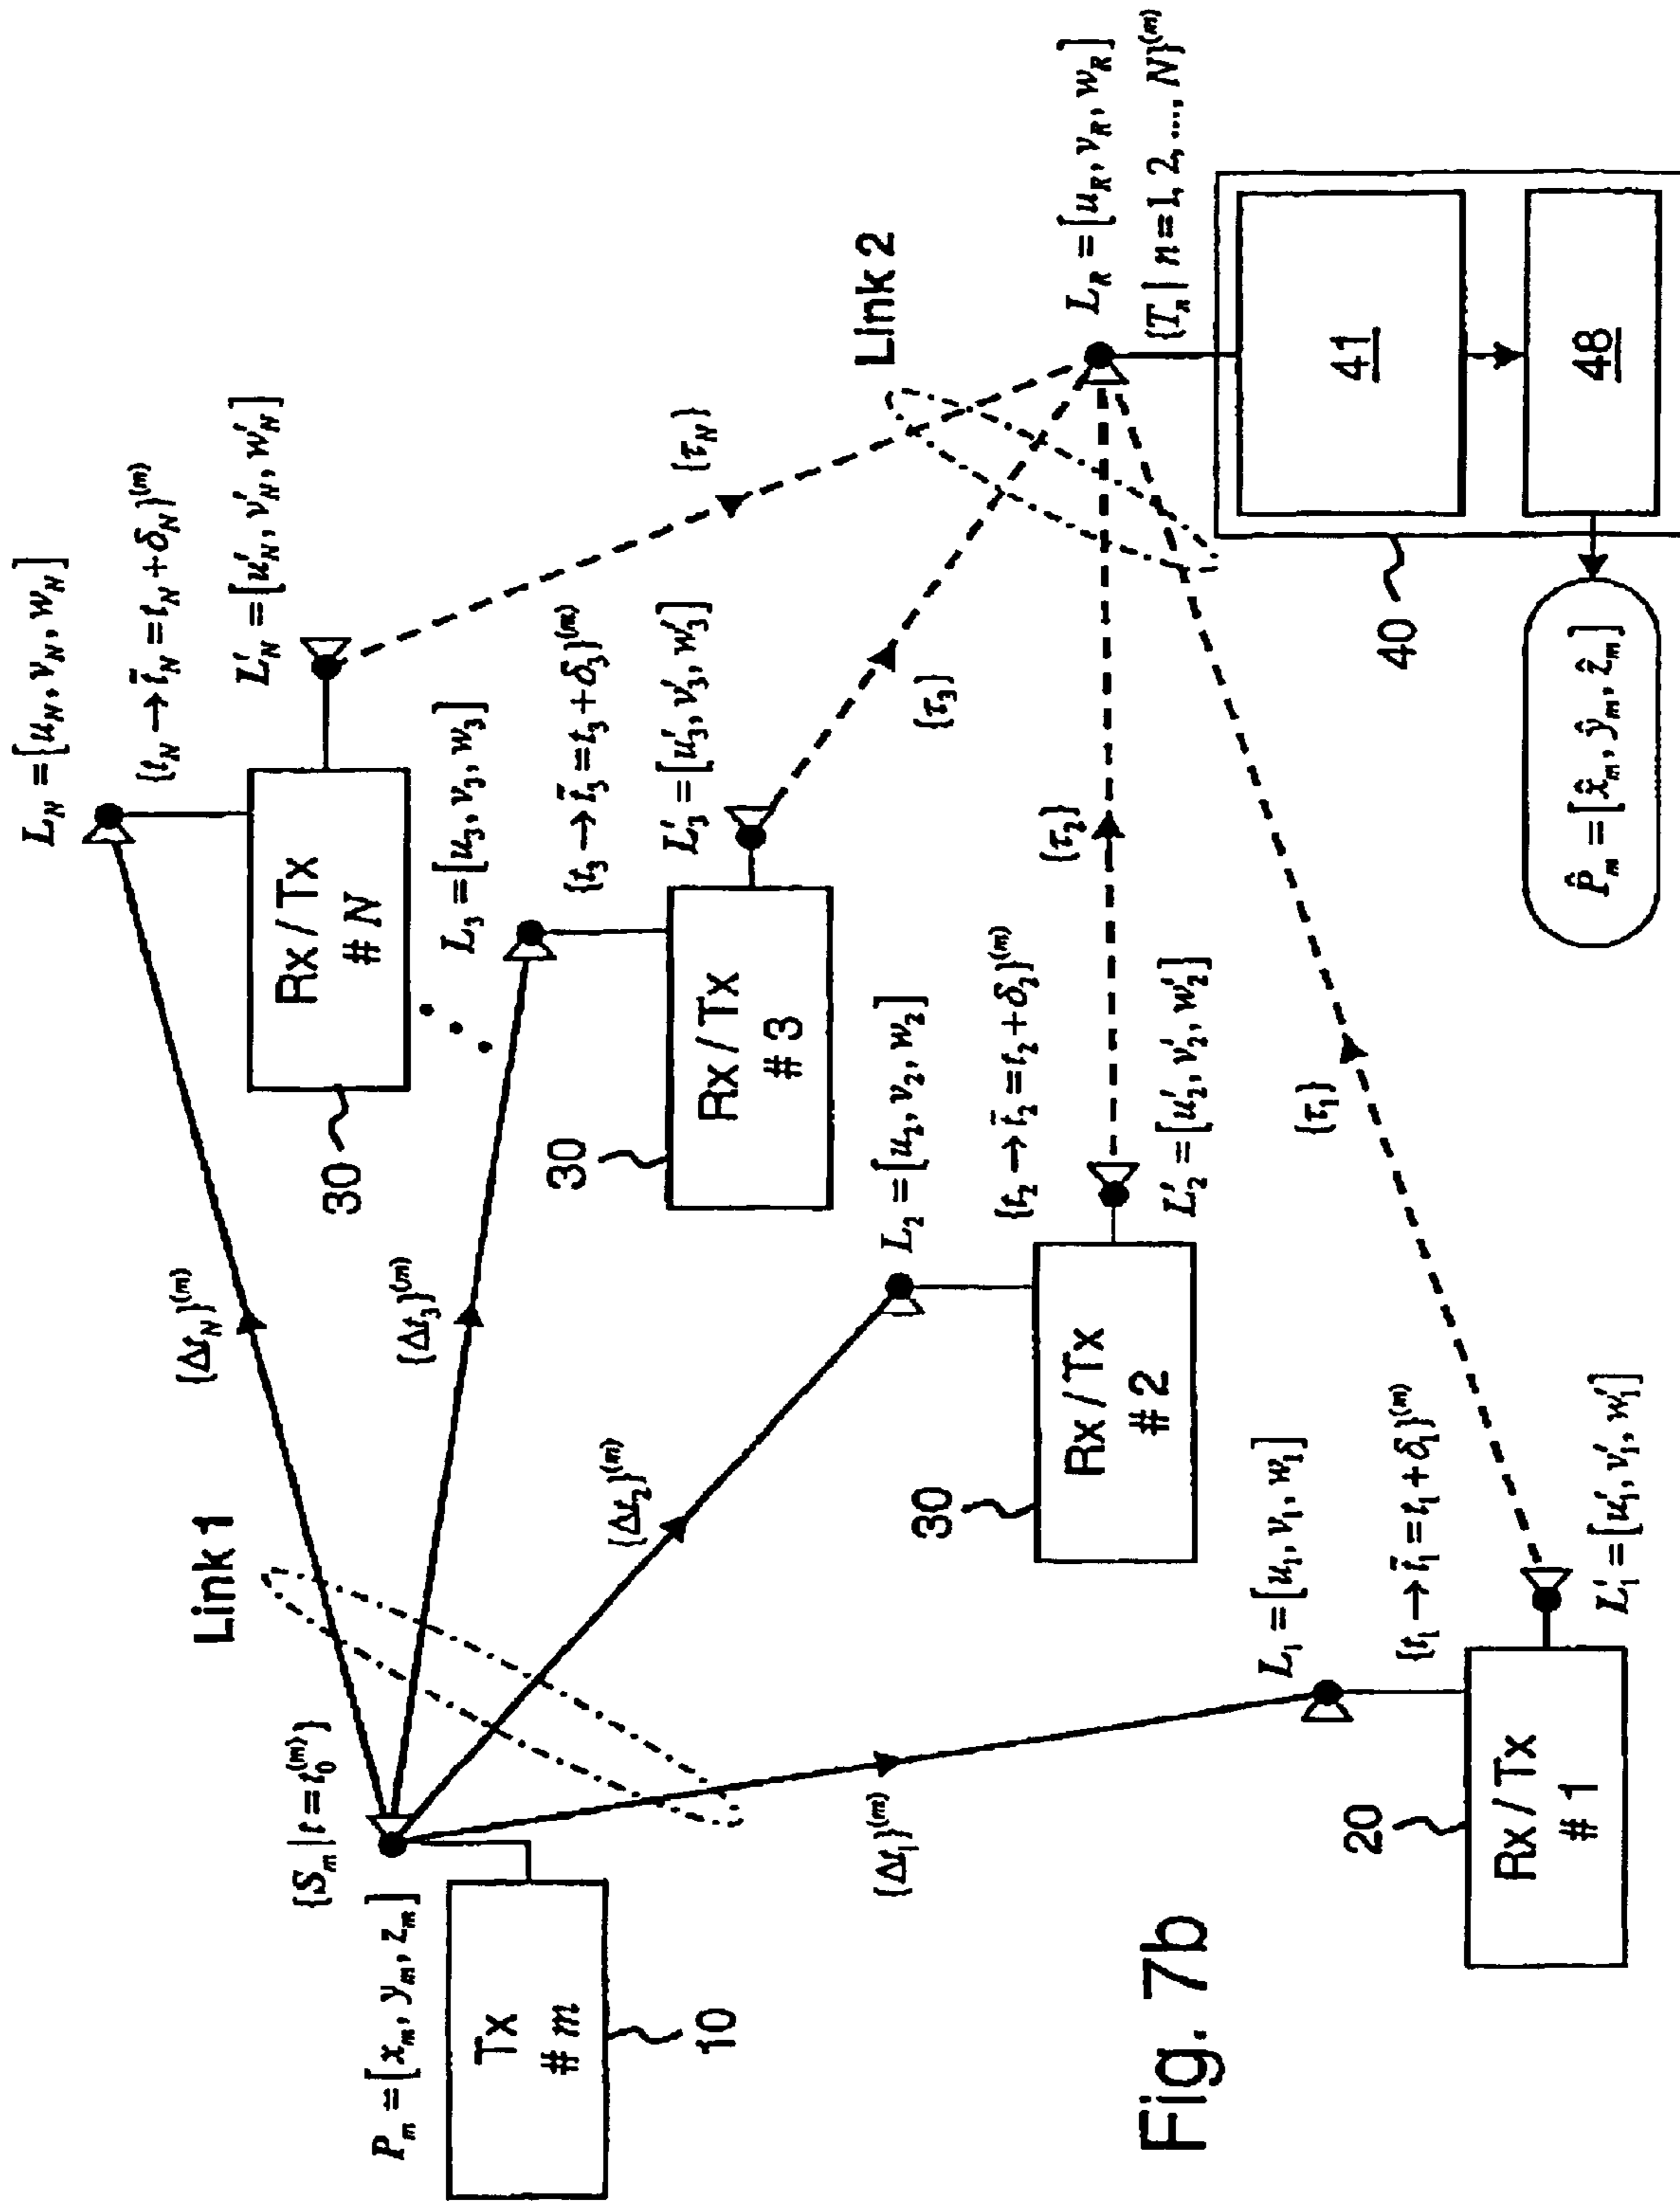 Link 1
{S_m | t = t_0^(m)}
P_m = [x_m, y_m, z_m]
Tx
# m
10
{Δt_N}^(m)
{Δt_3}^(m)
{Δt_2}^(m)
{Δt_1}^(m)
L_N = [u_N, v_N, w_N]
{t_N → t̄_N = t_N + δ_N}^(m)
L'_N = [u'_N, v'_N, w'_N]
Rx / Tx
# N
30
L_3 = [u_3, v_3, w_3]
{t_3 → t̄_3 = t_3 + δ_3}^(m)
L'_3 = [u'_3, v'_3, w'_3]
Rx / Tx
# 3
30
L_2 = [u_2, v_2, w_2]
{t_2 → t̄_2 = t_2 + δ_2}^(m)
L'_2 = [u'_2, v'_2, w'_2]
Rx / Tx
# 2
30
L_1 = [u_1, v_1, w_1]
{t_1 → t̄_1 = t_1 + δ_1}^(m)
L'_1 = [u'_1, v'_1, w'_1]
Rx / Tx
# 1
20
{τ_N}
{τ_3}
{τ_2}
{τ_1}
Link 2
L_R = [u_R, v_R, w_R]
{T_n | n = 1, 2, ..., N}^(m)
41
48
40
P̂_m = [x̂_m, ŷ_m, ẑ_m]
Fig. 7b